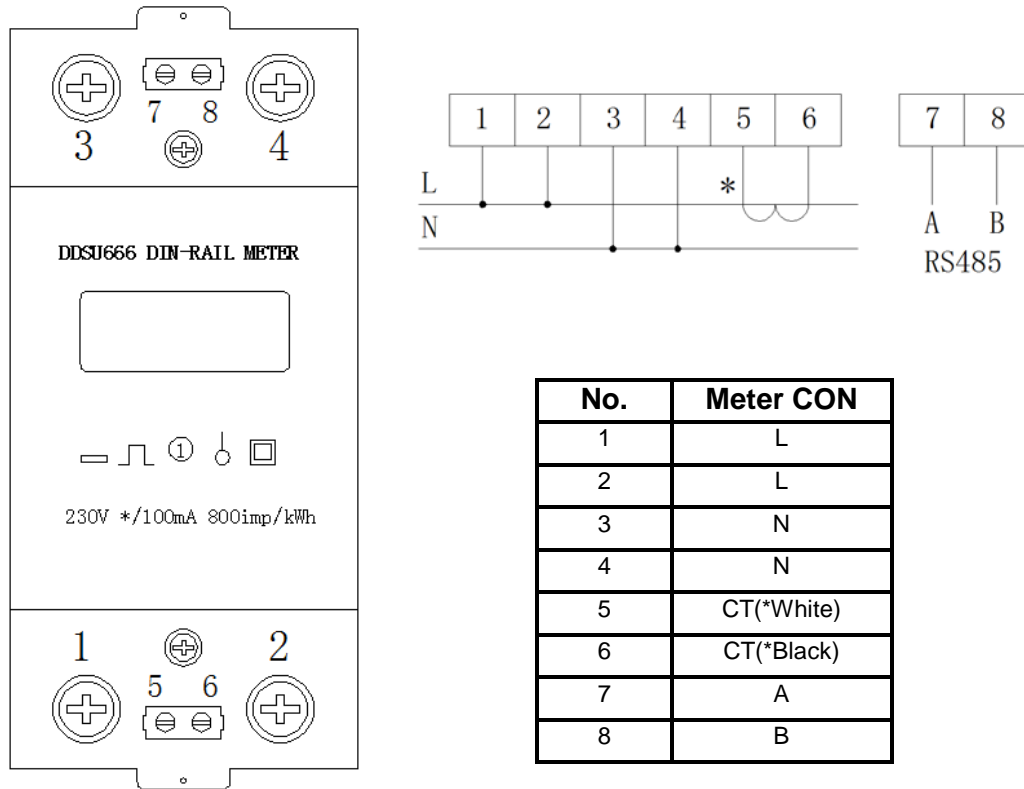 7 8
3 4
DDSU666 DIN-RAIL METER
1
230V */100mA 800imp/kWh
1 2
5 6
1 2 3 4 5 6 7 8
L *
N A B
RS485
No. Meter CON
1 L
2 L
3 N
4 N
5 CT(*White)
6 CT(*Black)
7 A
8 B